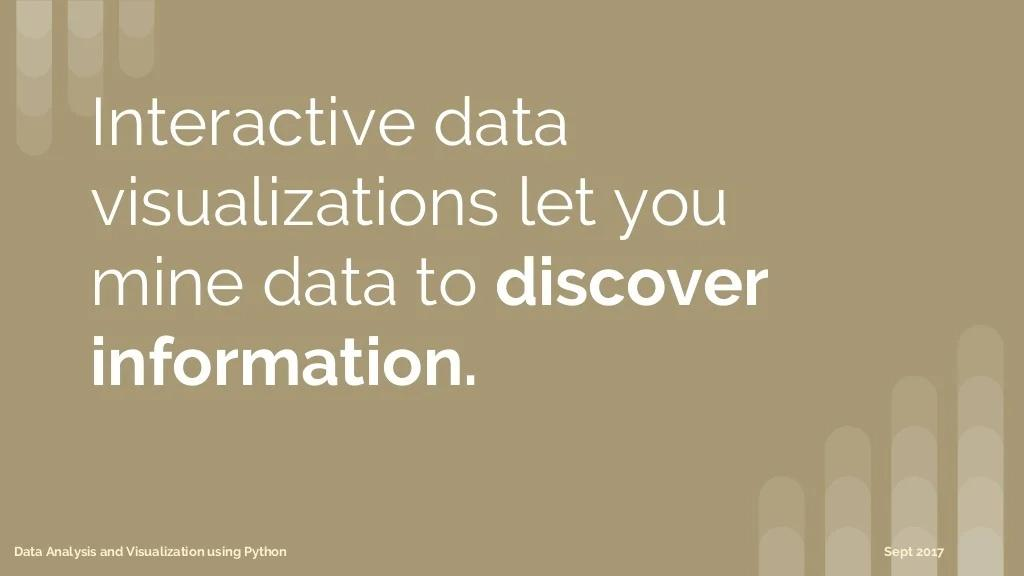 Interactive data
visualizations let you
mine data to discover
information.
Data Analysis and Visualization using Python
Sept 2017